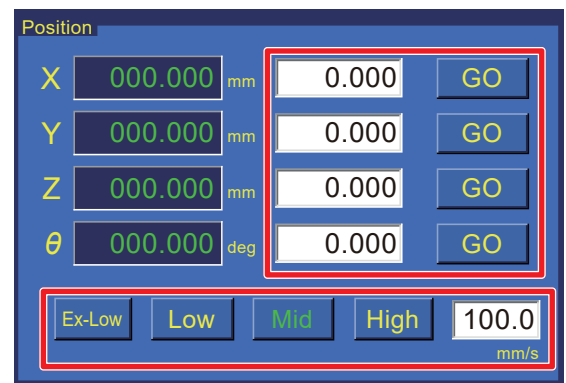 Position
X 000.000 mm 0.000 GO
Y 000.000 mm 0.000 GO
Z 000.000 mm 0.000 GO
θ 000.000 deg 0.000 GO
Ex-Low Low Mid High 100.0
mm/s